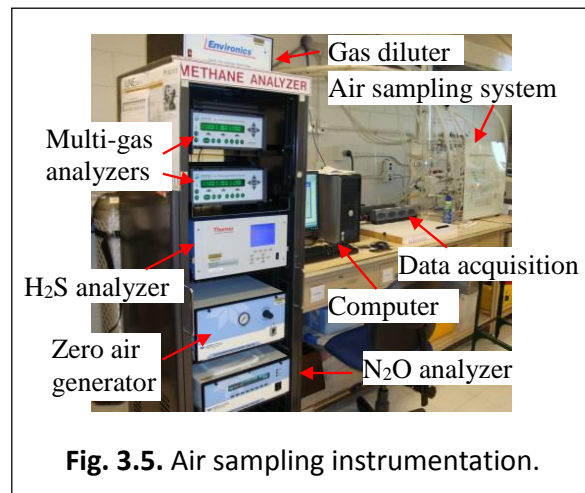 Gas diluter
Environics
METHANE ANALYZER
Air sampling system
Multi-gas
analyzers
Thermo
H₂S analyzer
Data acquisition
Computer
Zero air
generator
N₂O analyzer
Fig. 3.5. Air sampling instrumentation.